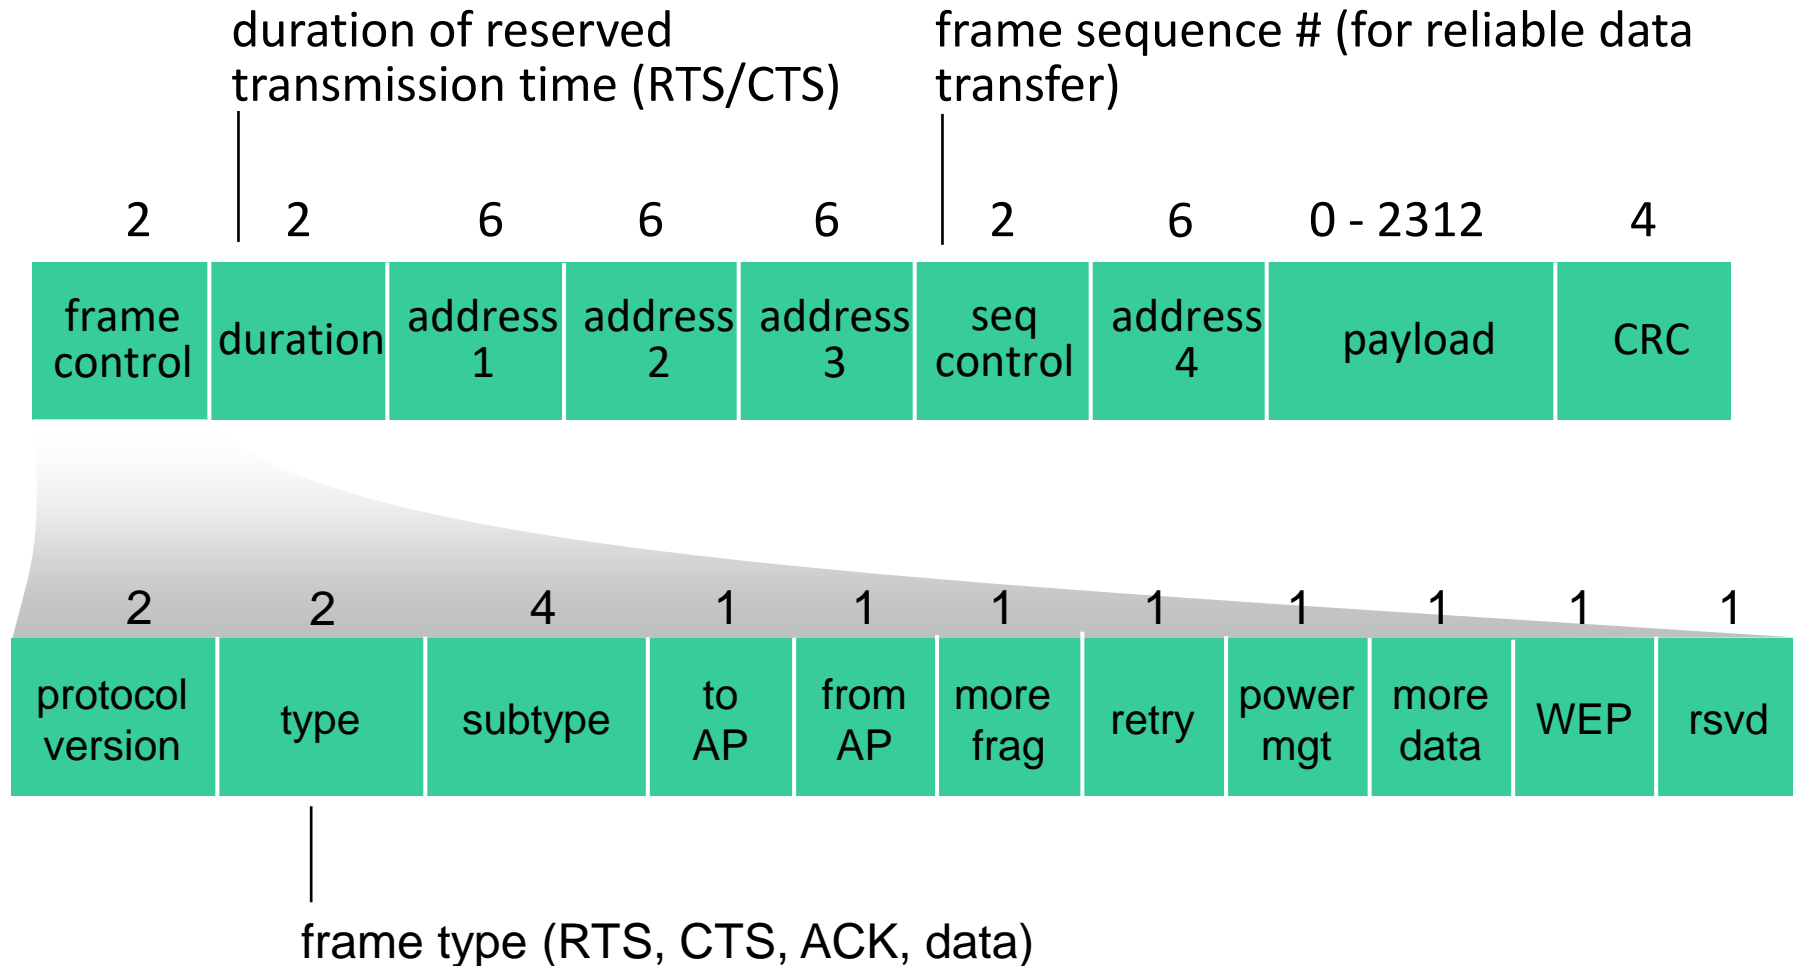 duration of reserved
transmission time (RTS/CTS)
frame sequence # (for reliable data
transfer)
2 2 6 6 6 2 6 0 - 2312 4
frame
control
duration
address
1
address
2
address
3
seq
control
address
4
payload
CRC
2 2 4 1 1 1 1 1 1 1 1
protocol
version
type
subtype
to
AP
from
AP
more
frag
retry
power
mgt
more
data
WEP
rsvd
frame type (RTS, CTS, ACK, data)